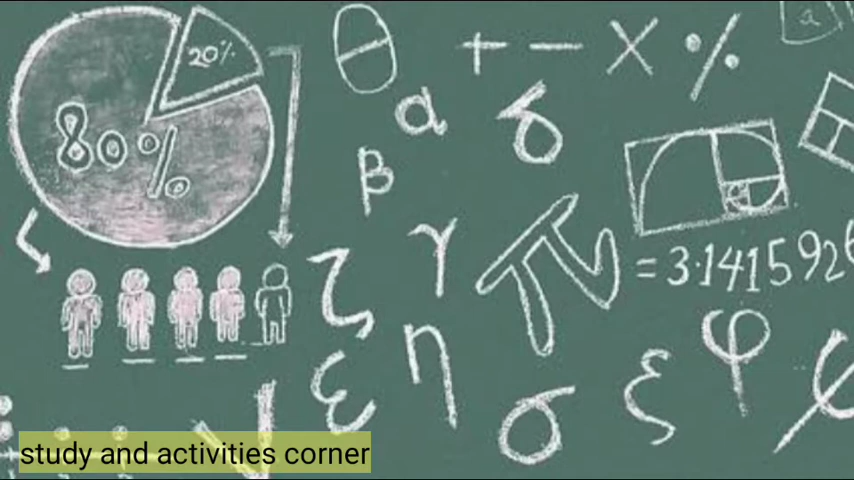 20%
80%
θ + − × %
a
α δ
β
γ π = 3.1415926
ζ
η φ
ε σ ξ
study and activities corner